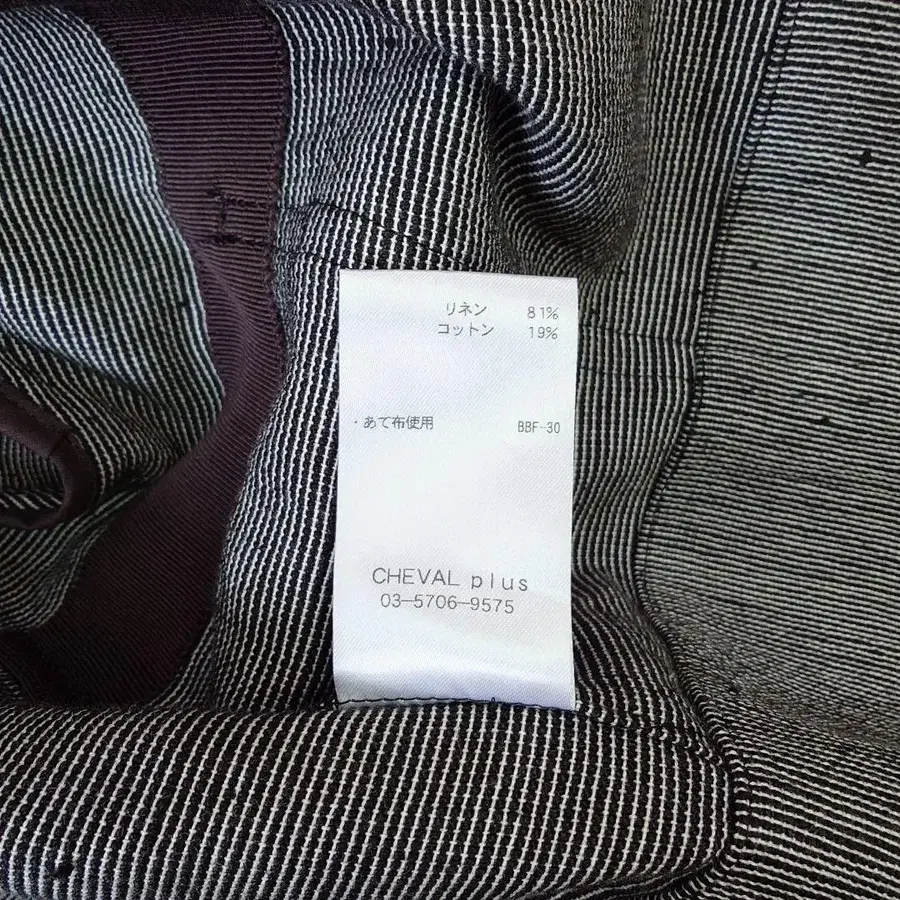 リネン 81%
コットン 19%
・あて布使用 BBF-30
CHEVAL plus
03-5706-9575